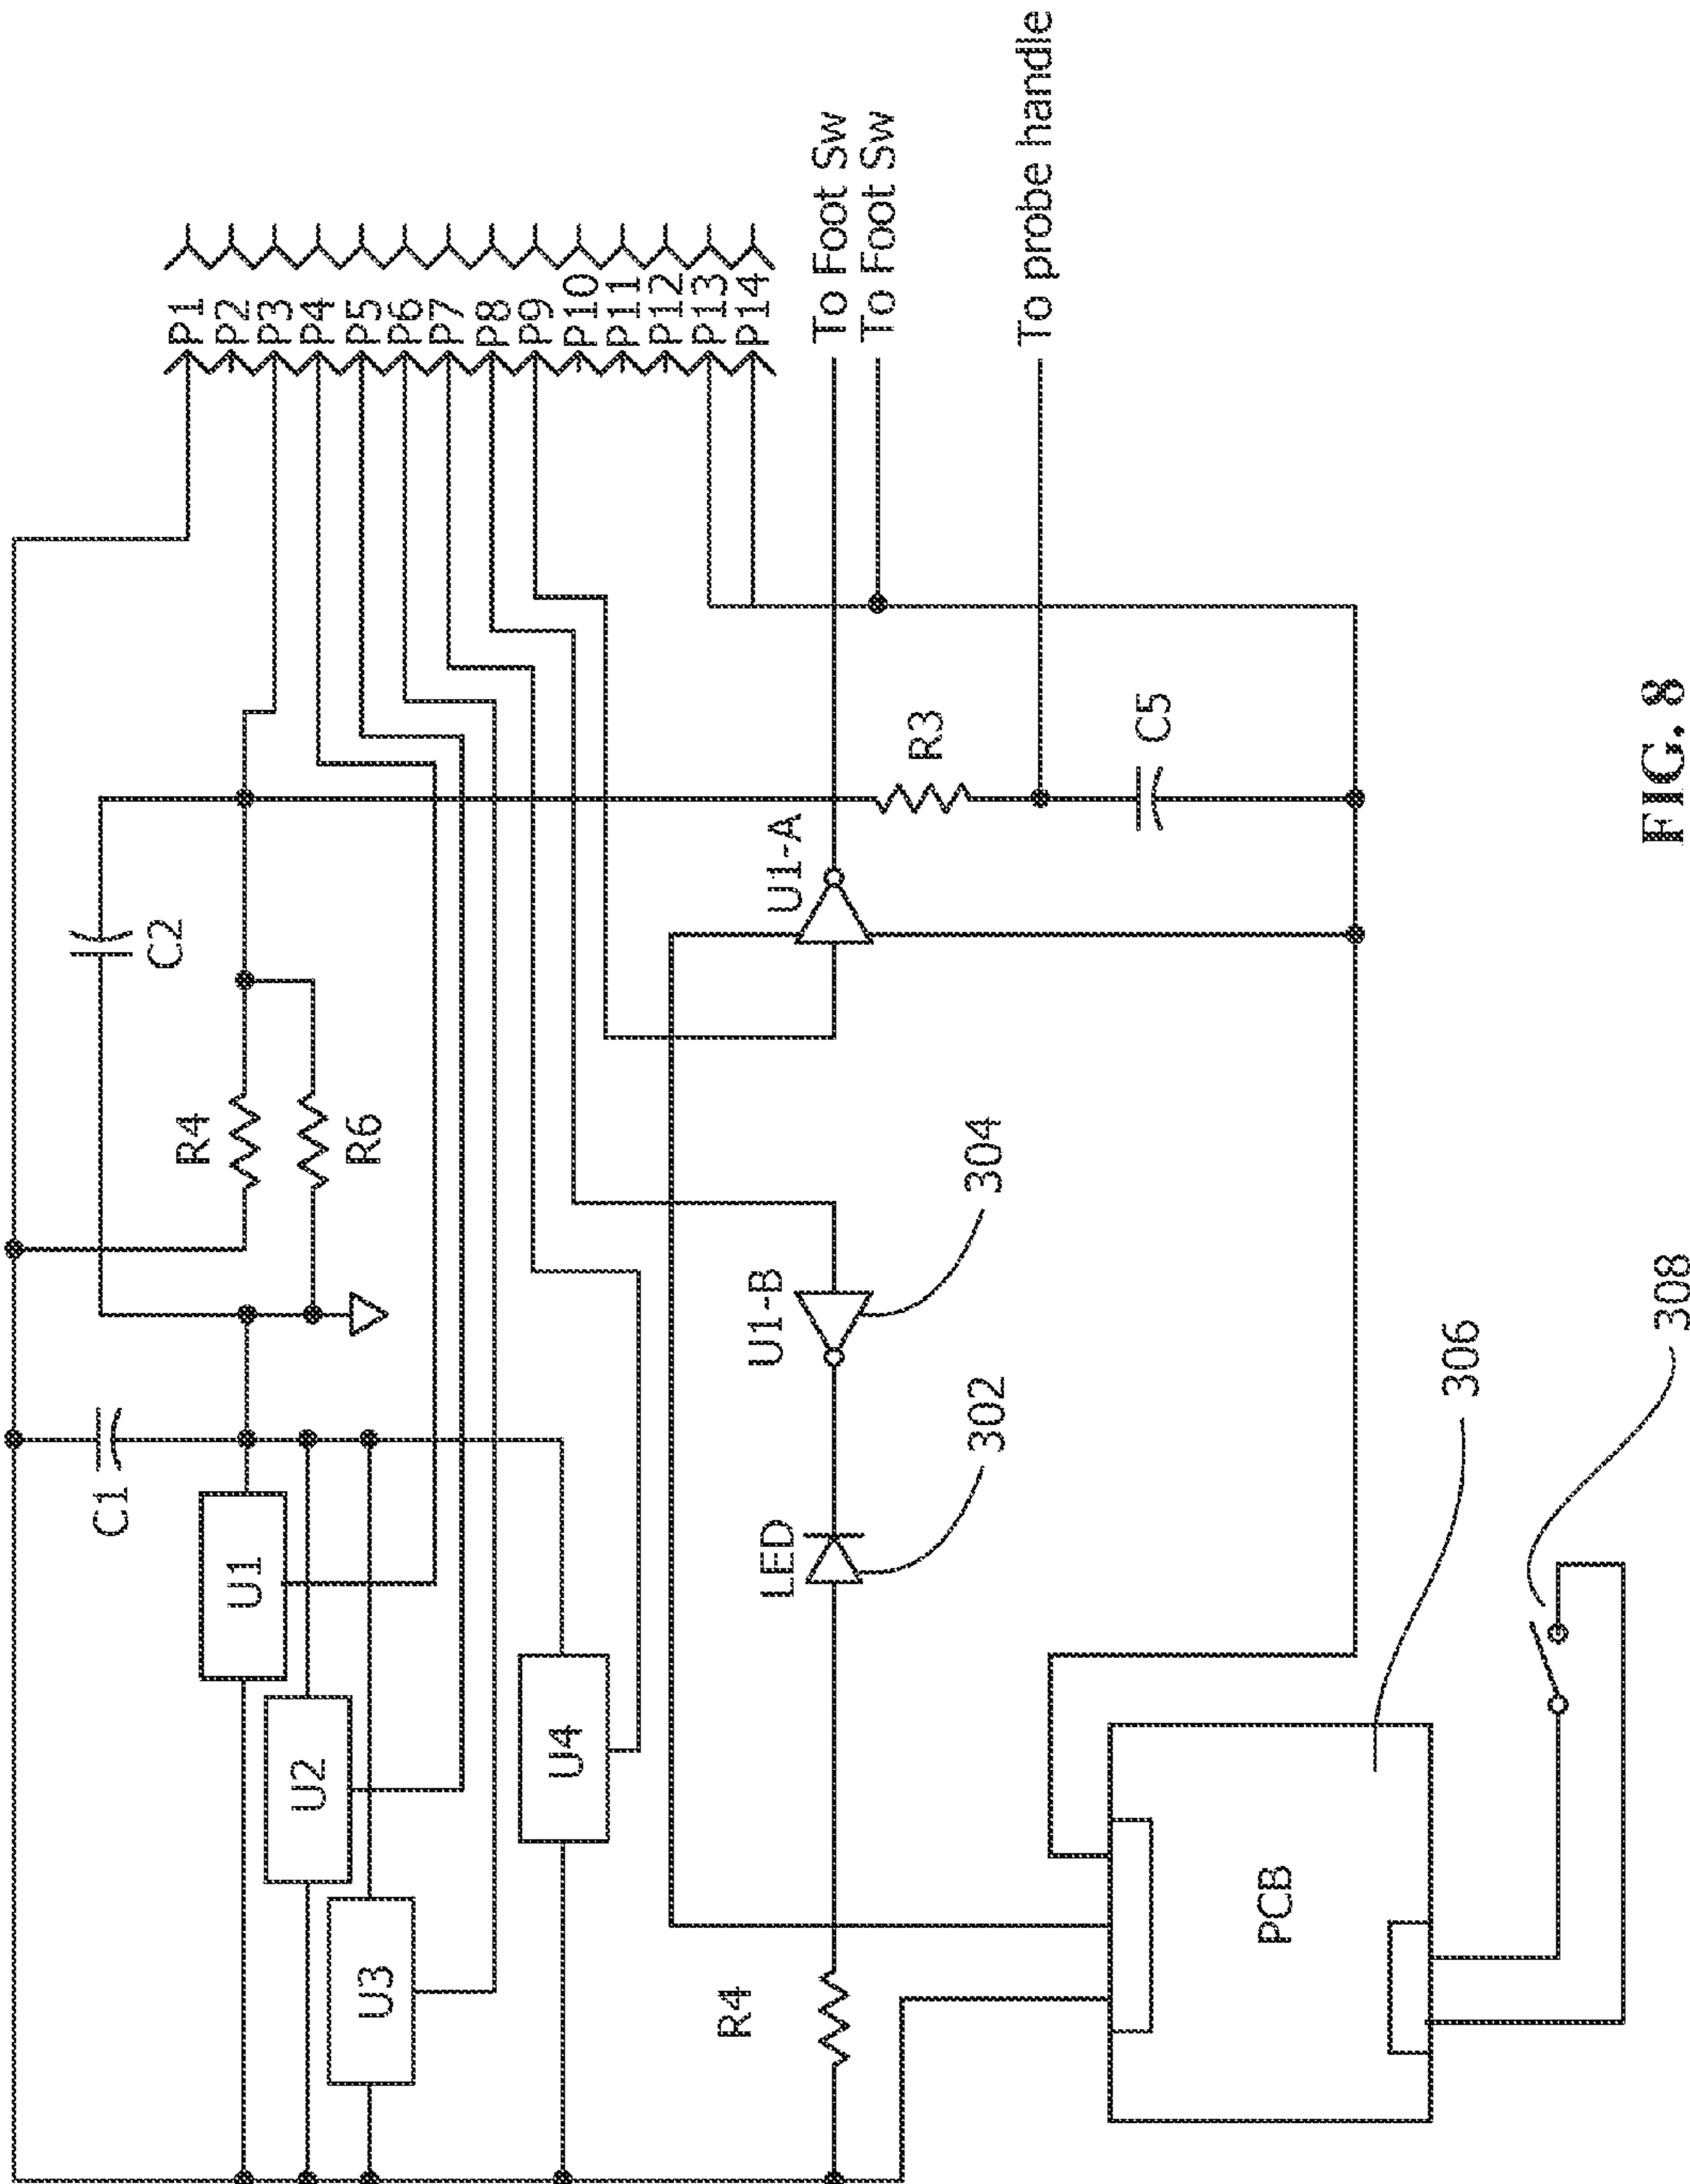 P1
P2
P3
P4
P5
P6
P7
P8
P9
P10
P11
P12
P13
P14
To Foot Sw
To Foot Sw
To probe handle
C2
R4
R6
C1
U1
U2
U3
U4
U1-A
R3
C5
U1-B
304
LED
302
R4
PCB
306
308
FIG. 8